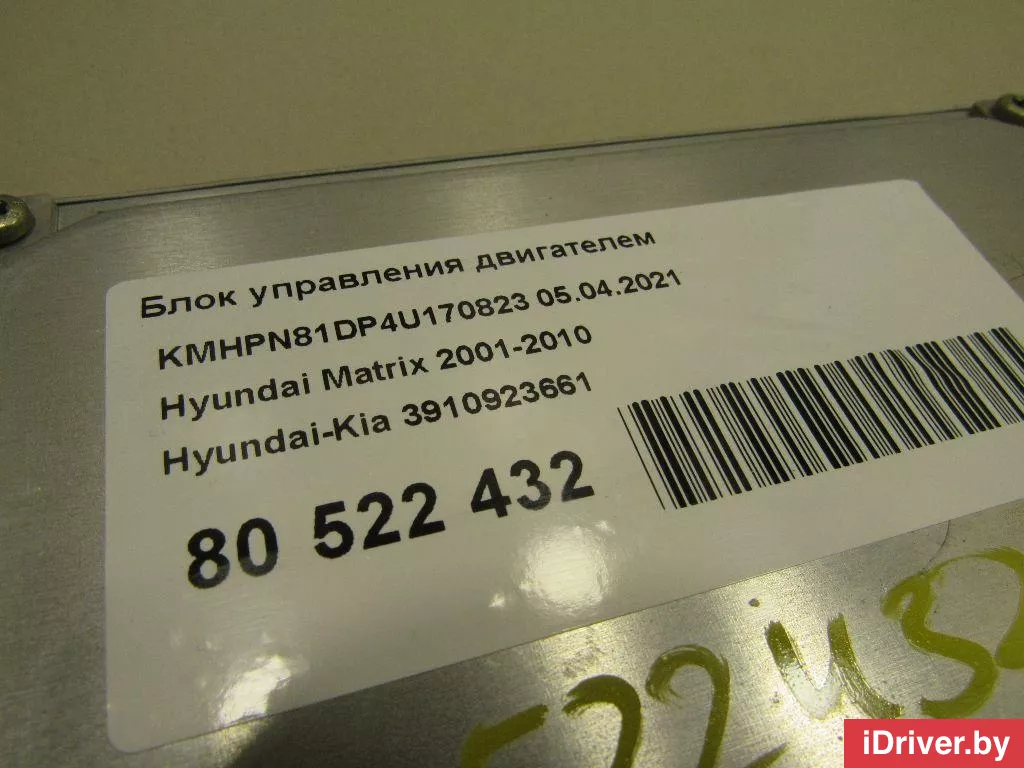 Блок управления двигателем
KMHPN81DP4U170823 05.04.2021
Hyundai Matrix 2001-2010
Hyundai-Kia 3910923661
80 522 432
522432
iDriver.by